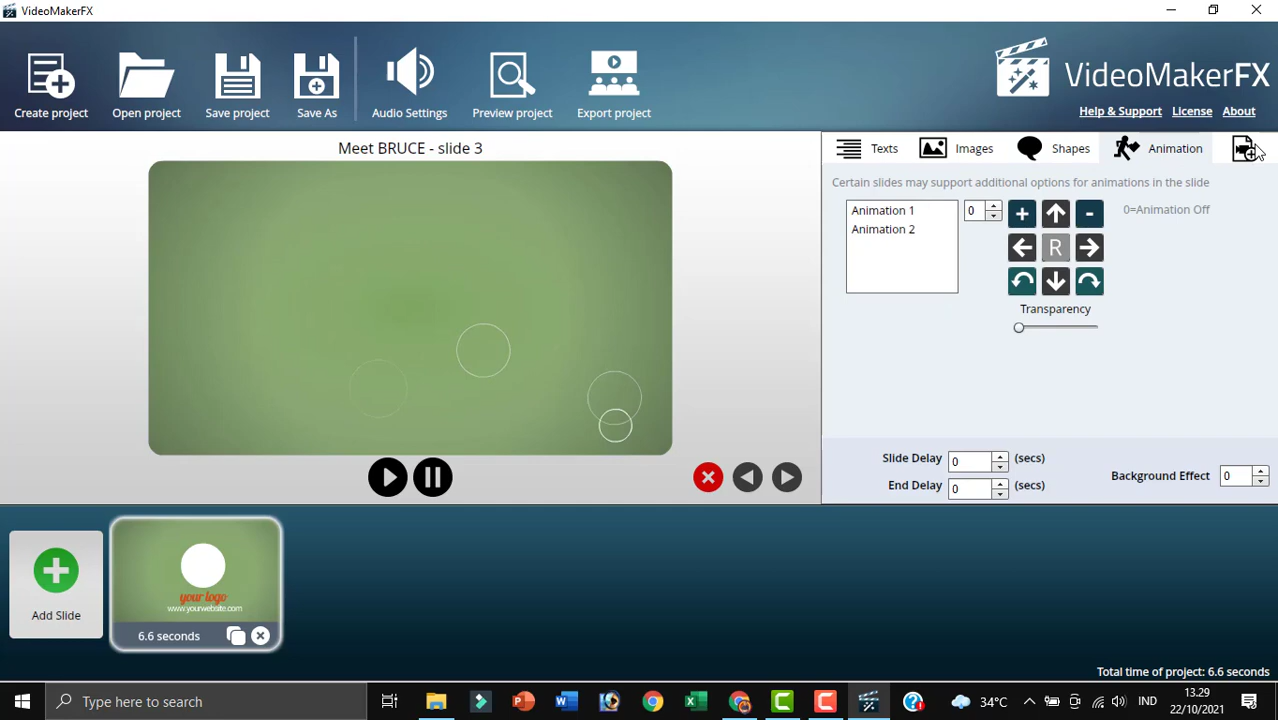 VideoMakerFX
Create project
Open project
Save project
Save As
Audio Settings
Preview project
Export project
VideoMakerFX
Help & Support
License
About
Meet BRUCE - slide 3
Texts
Images
Shapes
Animation
Certain slides may support additional options for animations in the slide
Animation 1
Animation 2
0
+
-
R
0=Animation Off
Transparency
Slide Delay 0 (secs)
End Delay 0 (secs)
Background Effect 0
Add Slide
your logo
www.yourwebsite.com
6.6 seconds
Total time of project: 6.6 seconds
Type here to search
34°C
IND
13.29
22/10/2021